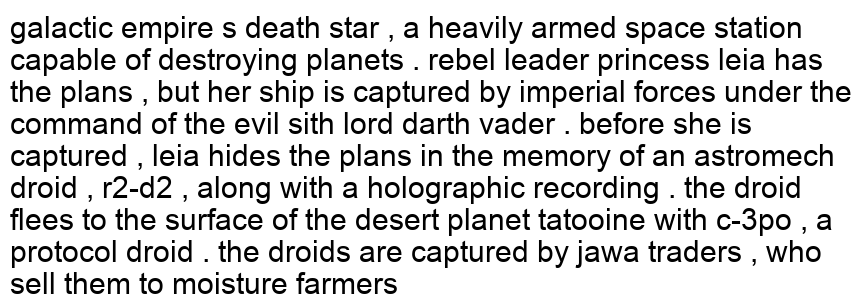 galactic empire s death star , a heavily armed space station
capable of destroying planets . rebel leader princess leia has
the plans , but her ship is captured by imperial forces under the
command of the evil sith lord darth vader . before she is
captured , leia hides the plans in the memory of an astromech
droid , r2-d2 , along with a holographic recording . the droid
flees to the surface of the desert planet tatooine with c-3po , a
protocol droid . the droids are captured by jawa traders , who
sell them to moisture farmers